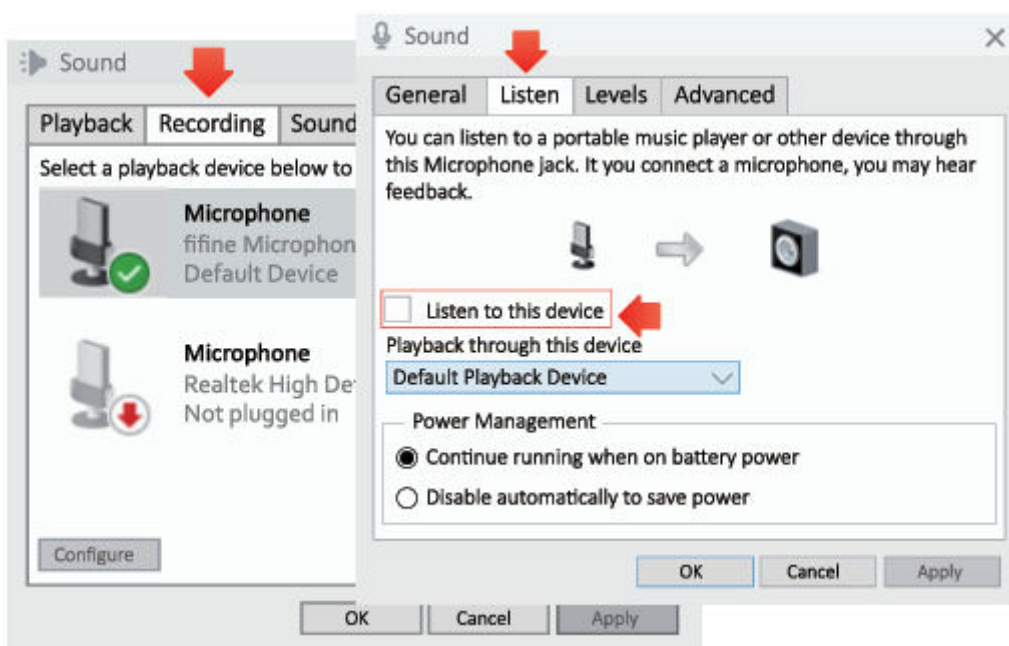 Sound
Playback
Recording
Sound
Select a playback device below to
Microphone
fifine Microphon
Default Device
Microphone
Realtek High De
Not plugged in
Configure
OK
Cancel
Apply
Sound
General
Listen
Levels
Advanced
You can listen to a portable music player or other device through
this Microphone jack. It you connect a microphone, you may hear
feedback.
Listen to this device
Playback through this device
Default Playback Device
Power Management
Continue running when on battery power
Disable automatically to save power
OK
Cancel
Apply